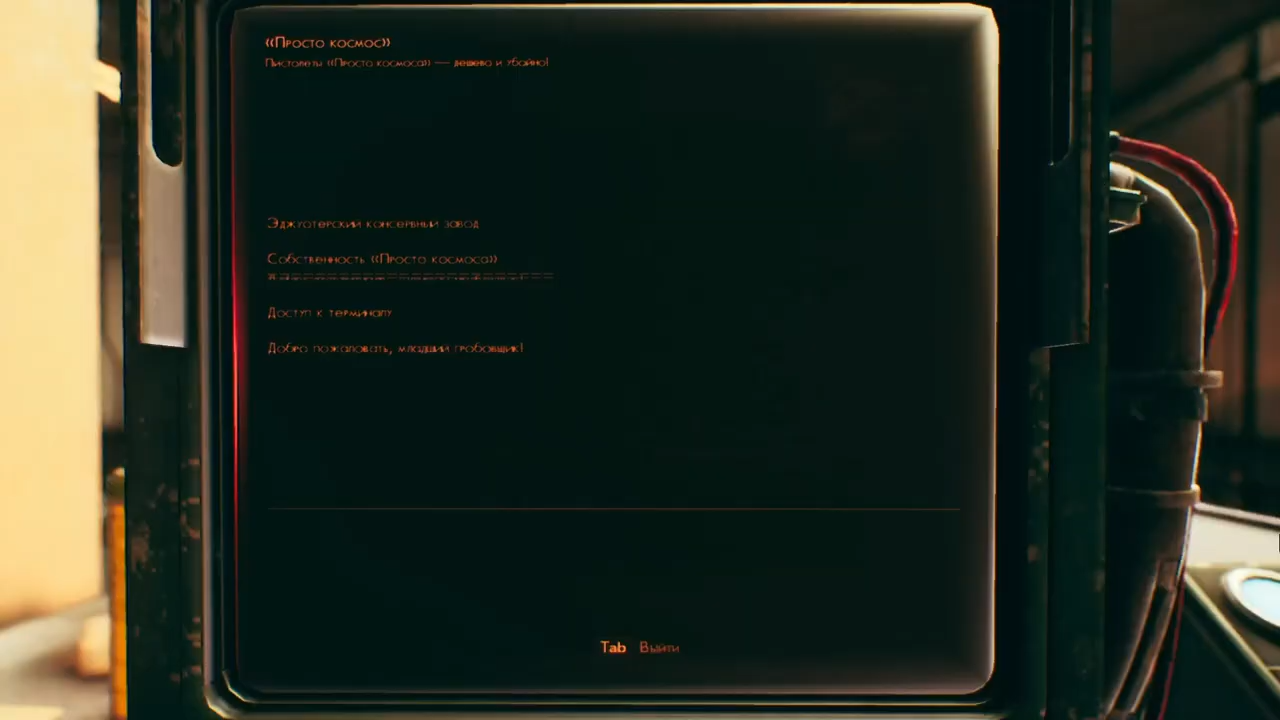 «Просто космос»
Пистолеты «Просто космоса» — дешево и убойно!
Эджуотерский консервный завод
Собственность «Просто космоса»
Доступ к терминалу
Добро пожаловать, младший гробовщик!
Tab Выйти